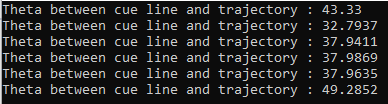 Theta between cue line and trajectory : 43.33
Theta between cue line and trajectory : 32.7937
Theta between cue line and trajectory : 37.9411
Theta between cue line and trajectory : 37.9869
Theta between cue line and trajectory : 37.9635
Theta between cue line and trajectory : 49.2852